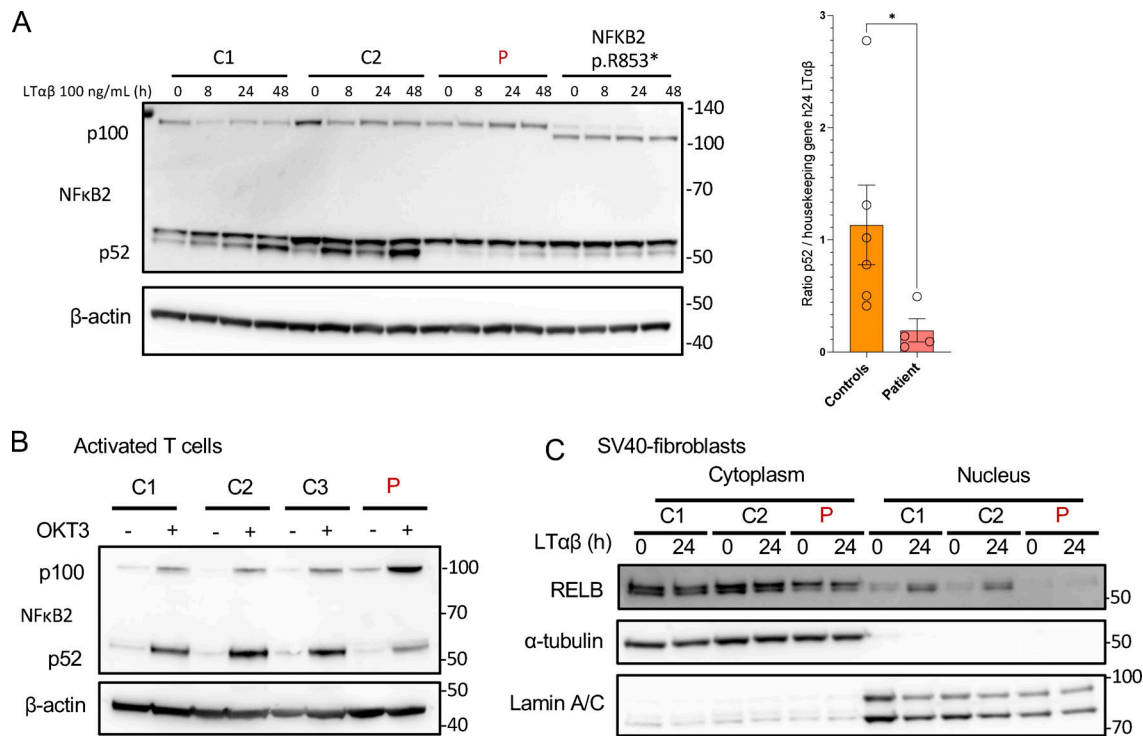 A
C1 C2 P NFKB2 p.R853*
LTαβ 100 ng/mL (h) 0 8 24 48 0 8 24 48 0 8 24 48 0 8 24 48
p100
NFκB2
p52
-140
-100
-70
-50
β-actin
-50
-40
Ratio p52 / housekeeping gene h24 LTαβ
3
2
1
0
*
Controls
Patient
B Activated T cells
C1 C2 C3 P
OKT3 - + - + - + - +
p100
NFκB2
p52
-100
-70
-50
β-actin
-50
-40
C SV40-fibroblasts
Cytoplasm Nucleus
C1 C2 P C1 C2 P
LTαβ (h) 0 24 0 24 0 24 0 24 0 24 0 24
RELB
-50
α-tubulin
-50
Lamin A/C
-100
-70